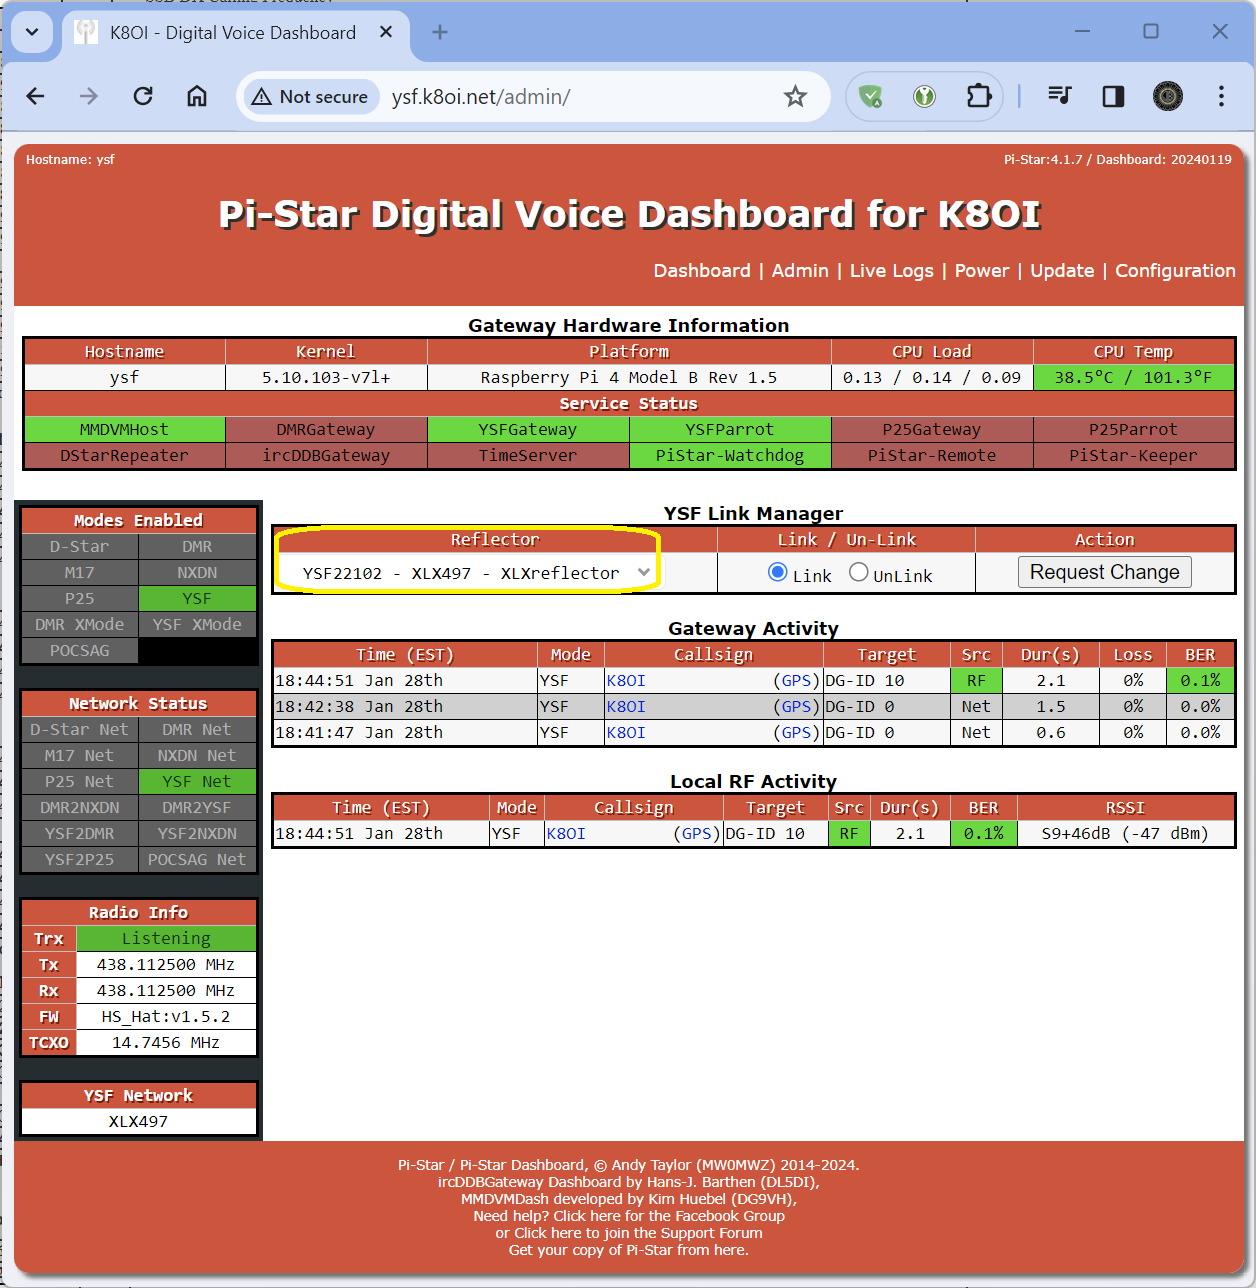 K8OI - Digital Voice Dashboard
Not secure ysf.k8oi.net/admin/
Hostname: ysf
Pi-Star:4.1.7 / Dashboard: 20240119
Pi-Star Digital Voice Dashboard for K8OI
Dashboard | Admin | Live Logs | Power | Update | Configuration
Gateway Hardware Information
Hostname Kernel Platform CPU Load CPU Temp
ysf 5.10.103-v7l+ Raspberry Pi 4 Model B Rev 1.5 0.13 / 0.14 / 0.09 38.5°C / 101.3°F
Service Status
MMDVMHost DMRGateway YSFGateway YSFParrot P25Gateway P25Parrot
DStarRepeater ircDDBGateway TimeServer PiStar-Watchdog PiStar-Remote PiStar-Keeper
Modes Enabled
D-Star DMR
M17 NXDN
P25 YSF
DMR XMode YSF XMode
POCSAG
Network Status
D-Star Net DMR Net
M17 Net NXDN Net
P25 Net YSF Net
DMR2NXDN DMR2YSF
YSF2DMR YSF2NXDN
YSF2P25 POCSAG Net
Radio Info
Trx Listening
Tx 438.112500 MHz
Rx 438.112500 MHz
FW HS_Hat:v1.5.2
TCXO 14.7456 MHz
YSF Network
XLX497
YSF Link Manager
Reflector Link / Un-Link Action
YSF22102 - XLX497 - XLXreflector Link UnLink Request Change
Gateway Activity
Time (EST) Mode Callsign Target Src Dur(s) Loss BER
18:44:51 Jan 28th YSF K8OI (GPS) DG-ID 10 RF 2.1 0% 0.1%
18:42:38 Jan 28th YSF K8OI (GPS) DG-ID 0 Net 1.5 0% 0.0%
18:41:47 Jan 28th YSF K8OI (GPS) DG-ID 0 Net 0.6 0% 0.0%
Local RF Activity
Time (EST) Mode Callsign Target Src Dur(s) BER RSSI
18:44:51 Jan 28th YSF K8OI (GPS) DG-ID 10 RF 2.1 0.1% S9+46dB (-47 dBm)
Pi-Star / Pi-Star Dashboard, © Andy Taylor (MW0MWZ) 2014-2024.
ircDDBGateway Dashboard by Hans-J. Barthen (DL5DI),
MMDVMDash developed by Kim Huebel (DG9VH),
Need help? Click here for the Facebook Group
or Click here to join the Support Forum
Get your copy of Pi-Star from here.